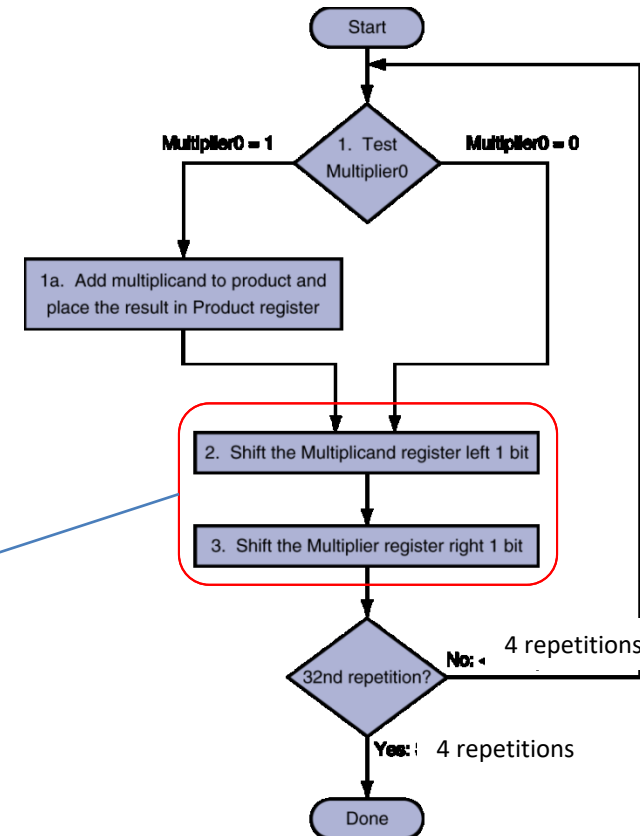 Start
Multiplier0 = 1
1. Test
Multiplier0
Multiplier0 = 0
1a. Add multiplicand to product and
place the result in Product register
2. Shift the Multiplicand register left 1 bit
3. Shift the Multiplier register right 1 bit
32nd repetition?
No: 4 repetitions
Yes: 4 repetitions
Done